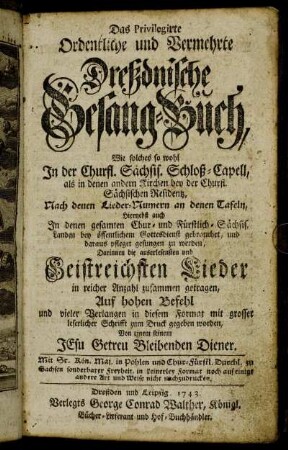 Das Privilegirte
Ordentliche und Vermehrte
Dreßdnische
Gesang-Buch,
Wie solches so wohl
In der Churfl. Sächsis. Schloß-Capell,
als in denen andern Kirchen bey der Churfl.
Sächsischen Residentz,
Nach denen Lieder-Numern an denen Tafeln,
Hiernebst auch
In denen gesamten Chur- und Fürstlich-Sächsis.
Landen bey öffentlichem Gottesdienst gebrauchet, und
daraus pfleget gesungen zu werden,
Darinnen die auserlesensten und
Geistreichsten Lieder
in reicher Anzahl zusammen getragen,
Auf hohen Befehl
und vieler Verlangen in diesem Format mit grosser
leserlicher Schrifft zum Druck gegeben worden,
Von einem Seinem
JEsu Getreu Bleibenden Diener.
Mit Sr. Kön. Maj. in Pohlen und Chur-Fürstl. Durchl. zu
Sachsen sonderbarer Freyheit, in keinerley Format noch auf einige
andere Art und Weise nicht nachzudrucken.
Dreßden und Leipzig, 1743.
Verlegts George Conrad Walther, Königl.
Bücher-Lieferant und Hof-Buchhändler.